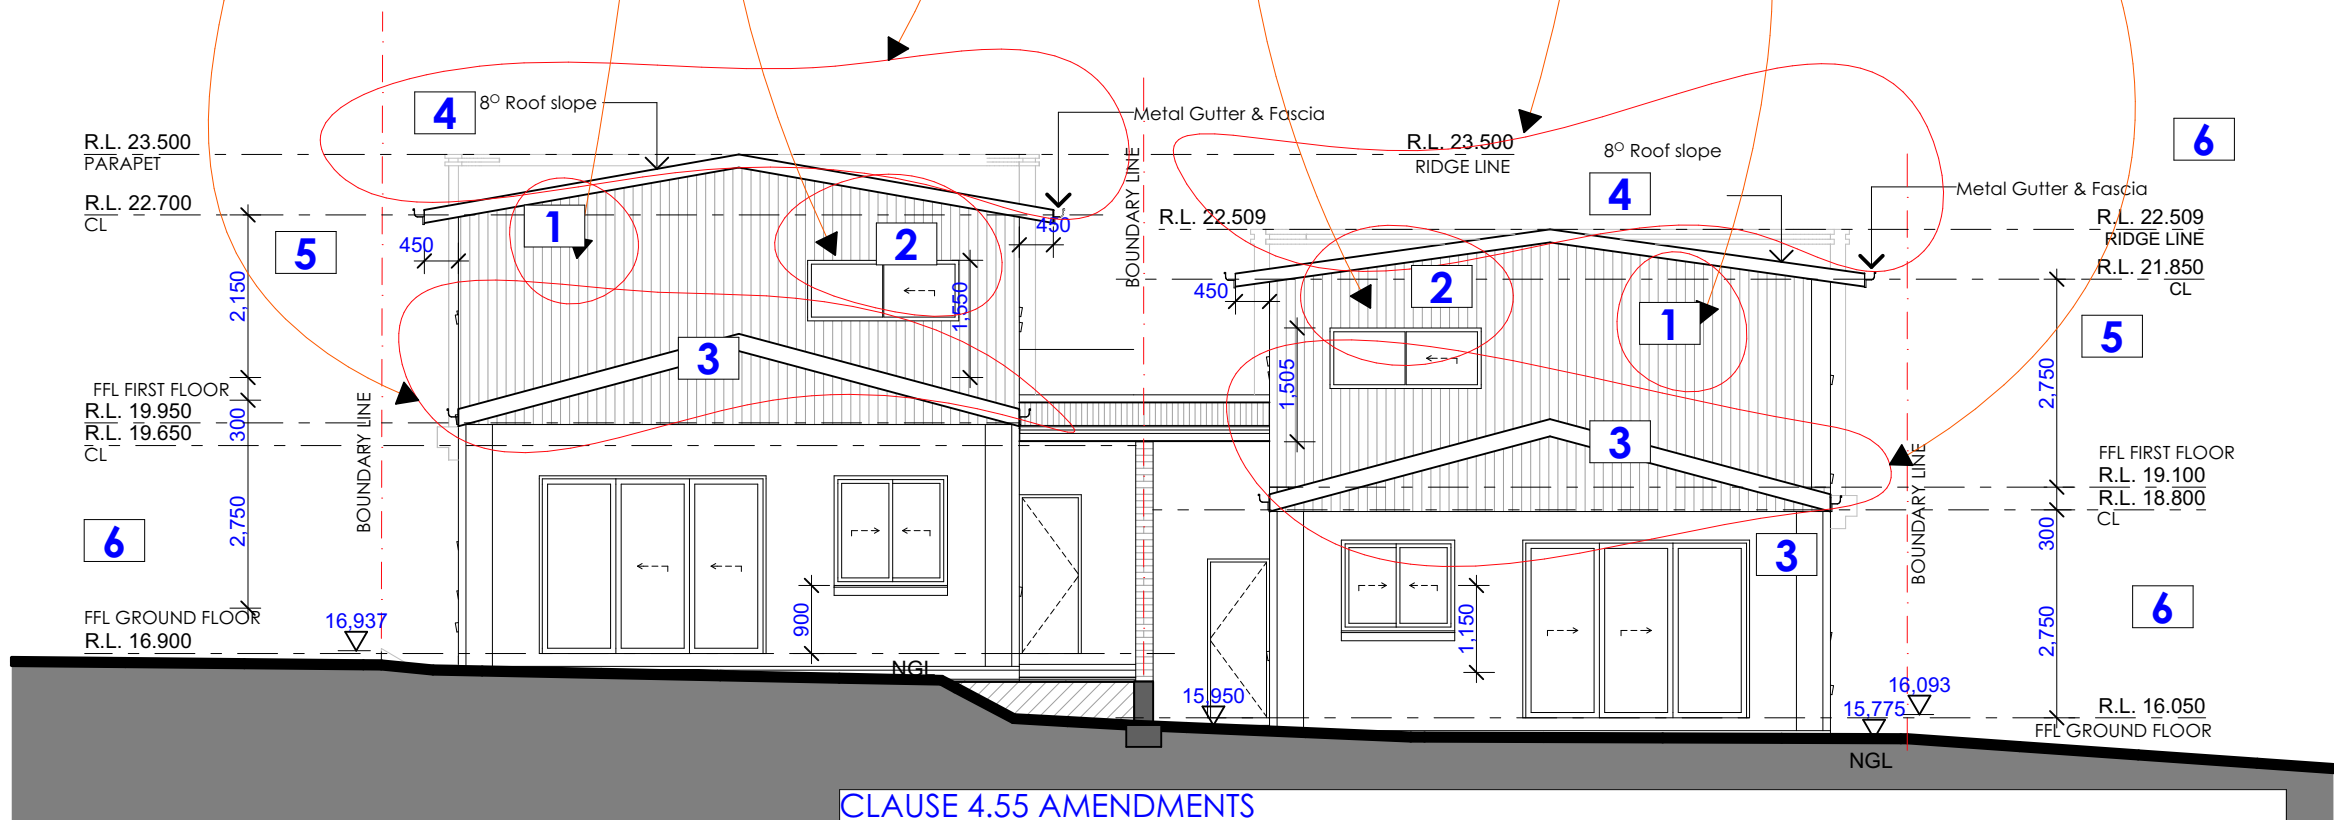 4
8° Roof slope
Metal Gutter & Fascia
6
R.L. 23.500
PARAPET
R.L. 23.500
RIDGE LINE
8° Roof slope
4
Metal Gutter & Fascia
R.L. 22.700
CL
1
2
450
450
5
BOUNDARY LINE
R.L. 22.509
R.L. 22.509
RIDGE LINE
R.L. 21.850
CL
2,150
1,550
450
2
1
5
3
1,505
2,750
FFL FIRST FLOOR
R.L. 19.950
R.L. 19.650
CL
300
BOUNDARY LINE
3
BOUNDARY LINE
FFL FIRST FLOOR
R.L. 19.100
R.L. 18.800
CL
2,750
6
3
300
6
900
1,150
2,750
FFL GROUND FLOOR
R.L. 16.900
16,937
NGL
15,950
16,093
15,775
R.L. 16.050
FFL GROUND FLOOR
NGL
CLAUSE 4.55 AMENDMENTS